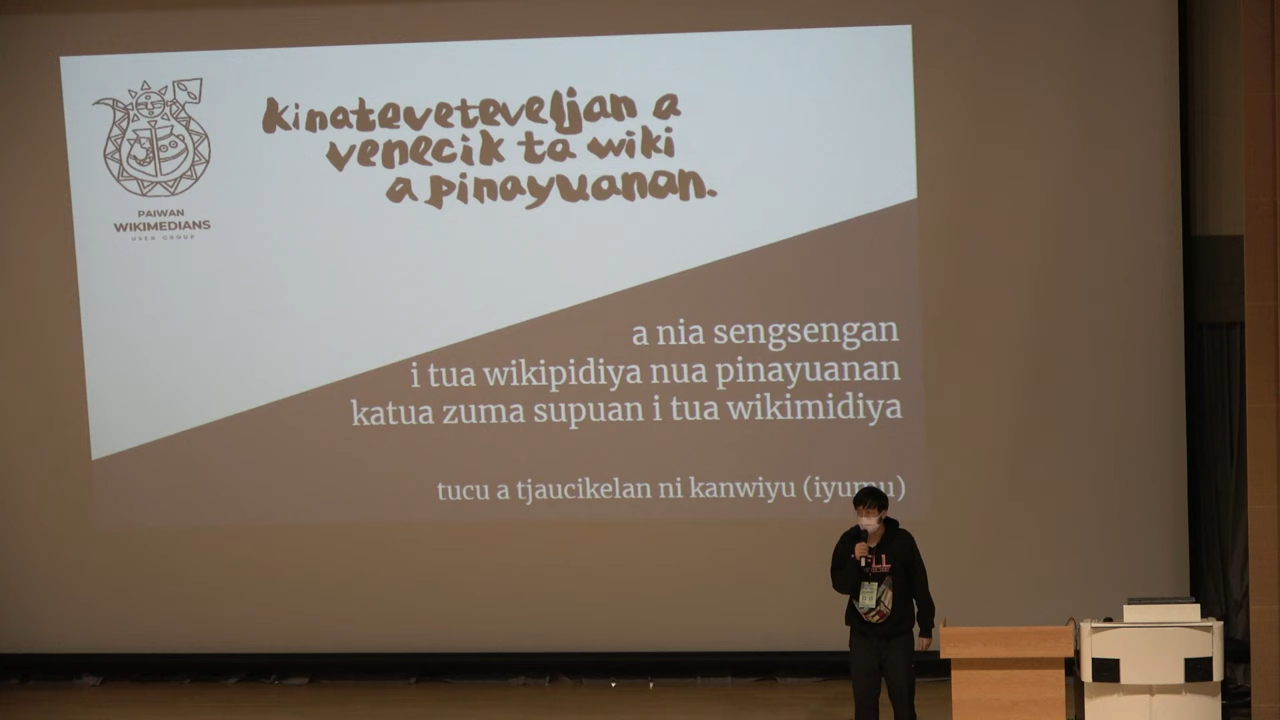 PAIWAN
WIKIMEDIANS
USER GROUP
kinateveteveljan a
venecik ta wiki
a pinayuanan.
a nia sengsengan
i tua wikipidiya nua pinayuanan
katua zuma supuan i tua wikimidiya
tucu a tjaucikelan ni kanwiyu (iyumu)